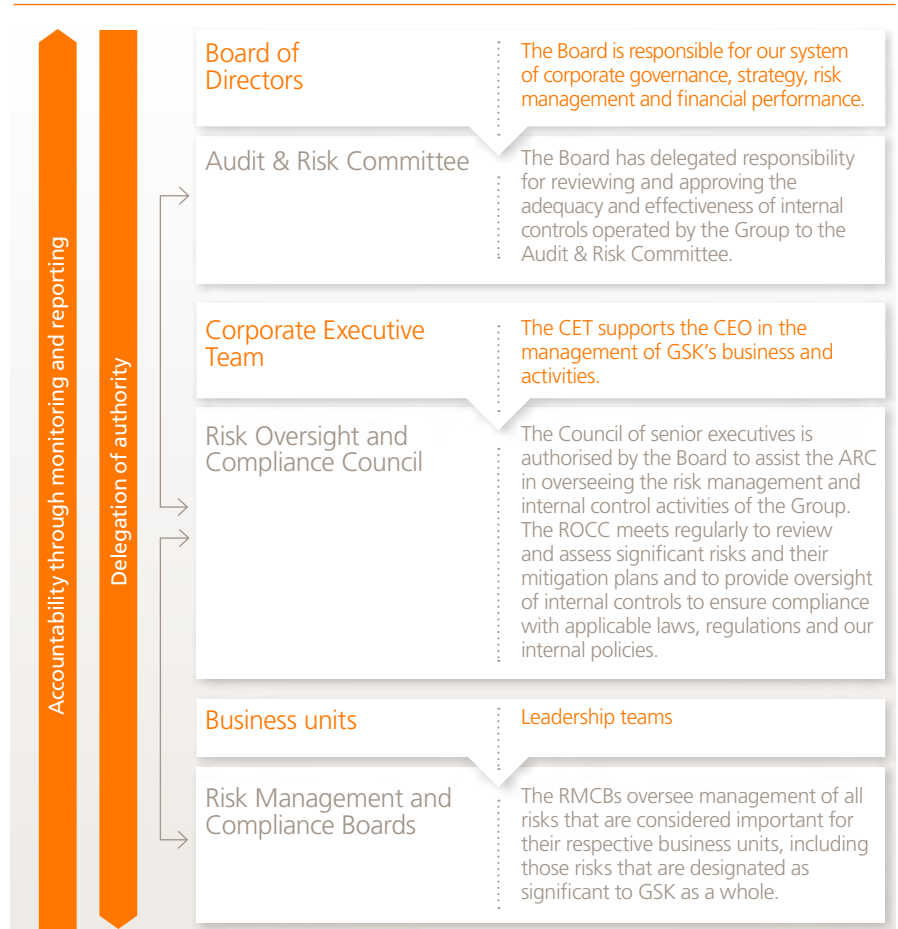 Accountability through monitoring and reporting
Delegation of authority
Board of
Directors
The Board is responsible for our system
of corporate governance, strategy, risk
management and financial performance.
Audit & Risk Committee
The Board has delegated responsibility
for reviewing and approving the
adequacy and effectiveness of internal
controls operated by the Group to the
Audit & Risk Committee.
Corporate Executive
Team
The CET supports the CEO in the
management of GSK's business and
activities.
Risk Oversight and
Compliance Council
The Council of senior executives is
authorised by the Board to assist the ARC
in overseeing the risk management and
internal control activities of the Group.
The ROCC meets regularly to review
and assess significant risks and their
mitigation plans and to provide oversight
of internal controls to ensure compliance
with applicable laws, regulations and our
internal policies.
Business units
Leadership teams
Risk Management and
Compliance Boards
The RMCBs oversee management of all
risks that are considered important for
their respective business units, including
those risks that are designated as
significant to GSK as a whole.